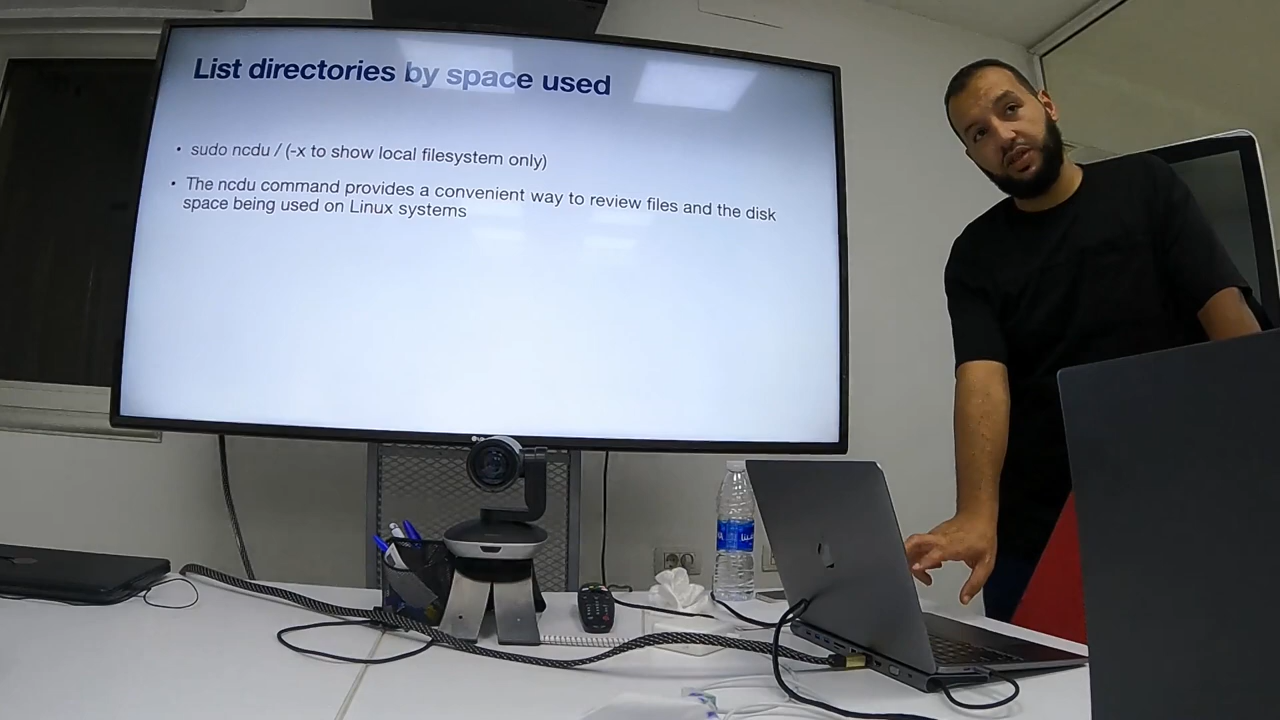 List directories by space used
• sudo ncdu / (-x to show local filesystem only)
• The ncdu command provides a convenient way to review files and the disk
space being used on Linux systems